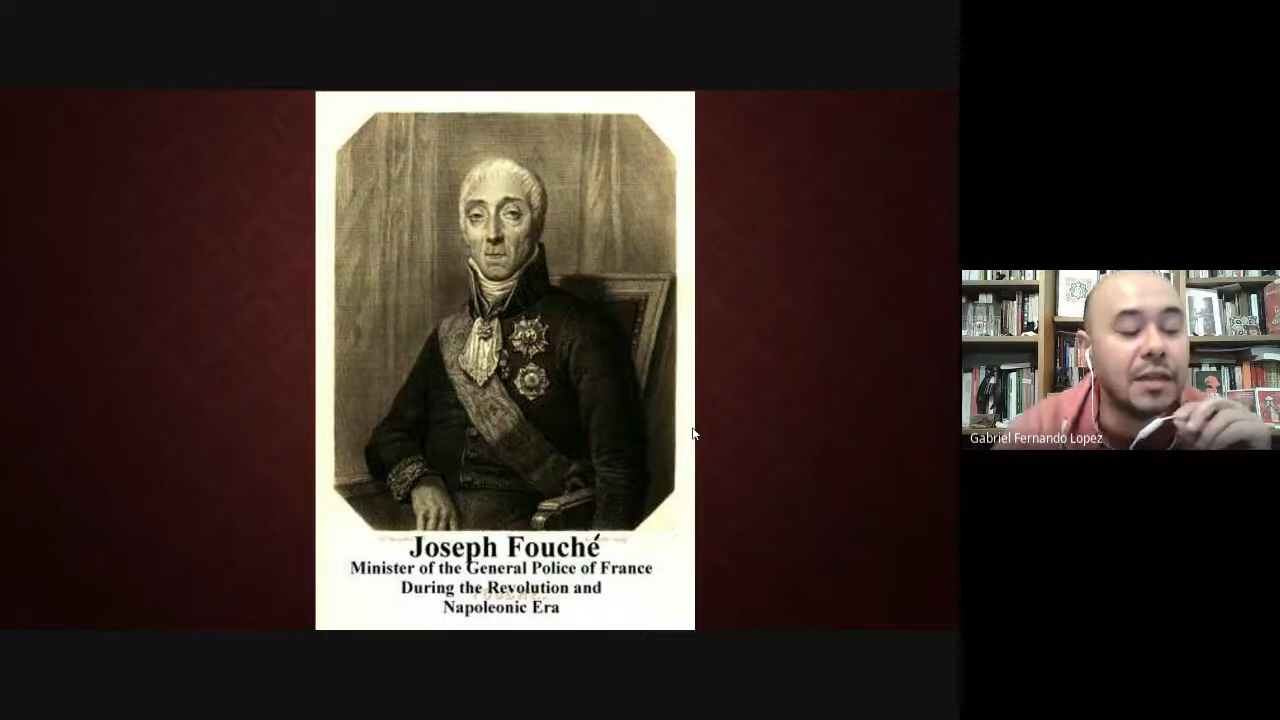 Joseph Fouché
Minister of the General Police of France
During the Revolution and
Napoleonic Era
Gabriel Fernando Lopez